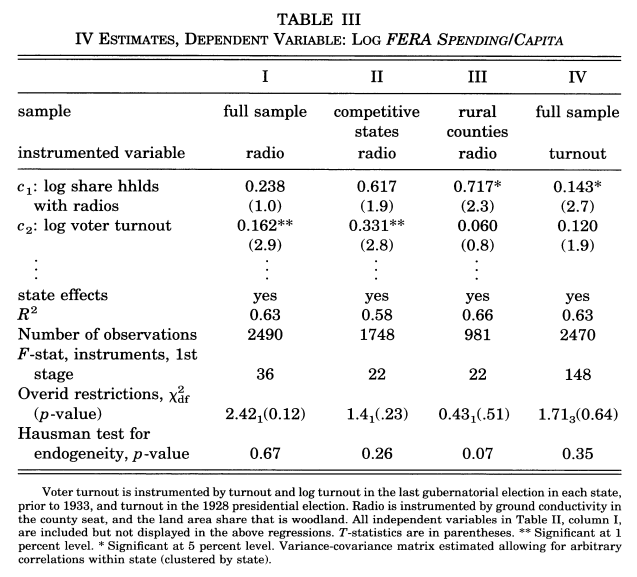 TABLE III
IV ESTIMATES, DEPENDENT VARIABLE: LOG FERA SPENDING/CAPITA
I II III IV
sample full sample competitive rural full sample
states counties
instrumented variable radio radio radio turnout
c1: log share hhlds 0.238 0.617 0.717* 0.143*
with radios (1.0) (1.9) (2.3) (2.7)
c2: log voter turnout 0.162** 0.331** 0.060 0.120
(2.9) (2.8) (0.8) (1.9)
⋮ ⋮ ⋮ ⋮
state effects yes yes yes yes
R² 0.63 0.58 0.66 0.63
Number of observations 2490 1748 981 2470
F-stat, instruments, 1st
stage 36 22 22 148
Overid restrictions, χ²df
(p-value) 2.42₁(0.12) 1.4₁(.23) 0.43₁(.51) 1.71₃(0.64)
Hausman test for
endogeneity, p-value 0.67 0.26 0.07 0.35
Voter turnout is instrumented by turnout and log turnout in the last gubernatorial election in each state,
prior to 1933, and turnout in the 1928 presidential election. Radio is instrumented by ground conductivity in
the county seat, and the land area share that is woodland. All independent variables in Table II, column I,
are included but not displayed in the above regressions. T-statistics are in parentheses. ** Significant at 1
percent level. * Significant at 5 percent level. Variance-covariance matrix estimated allowing for arbitrary
correlations within state (clustered by state).